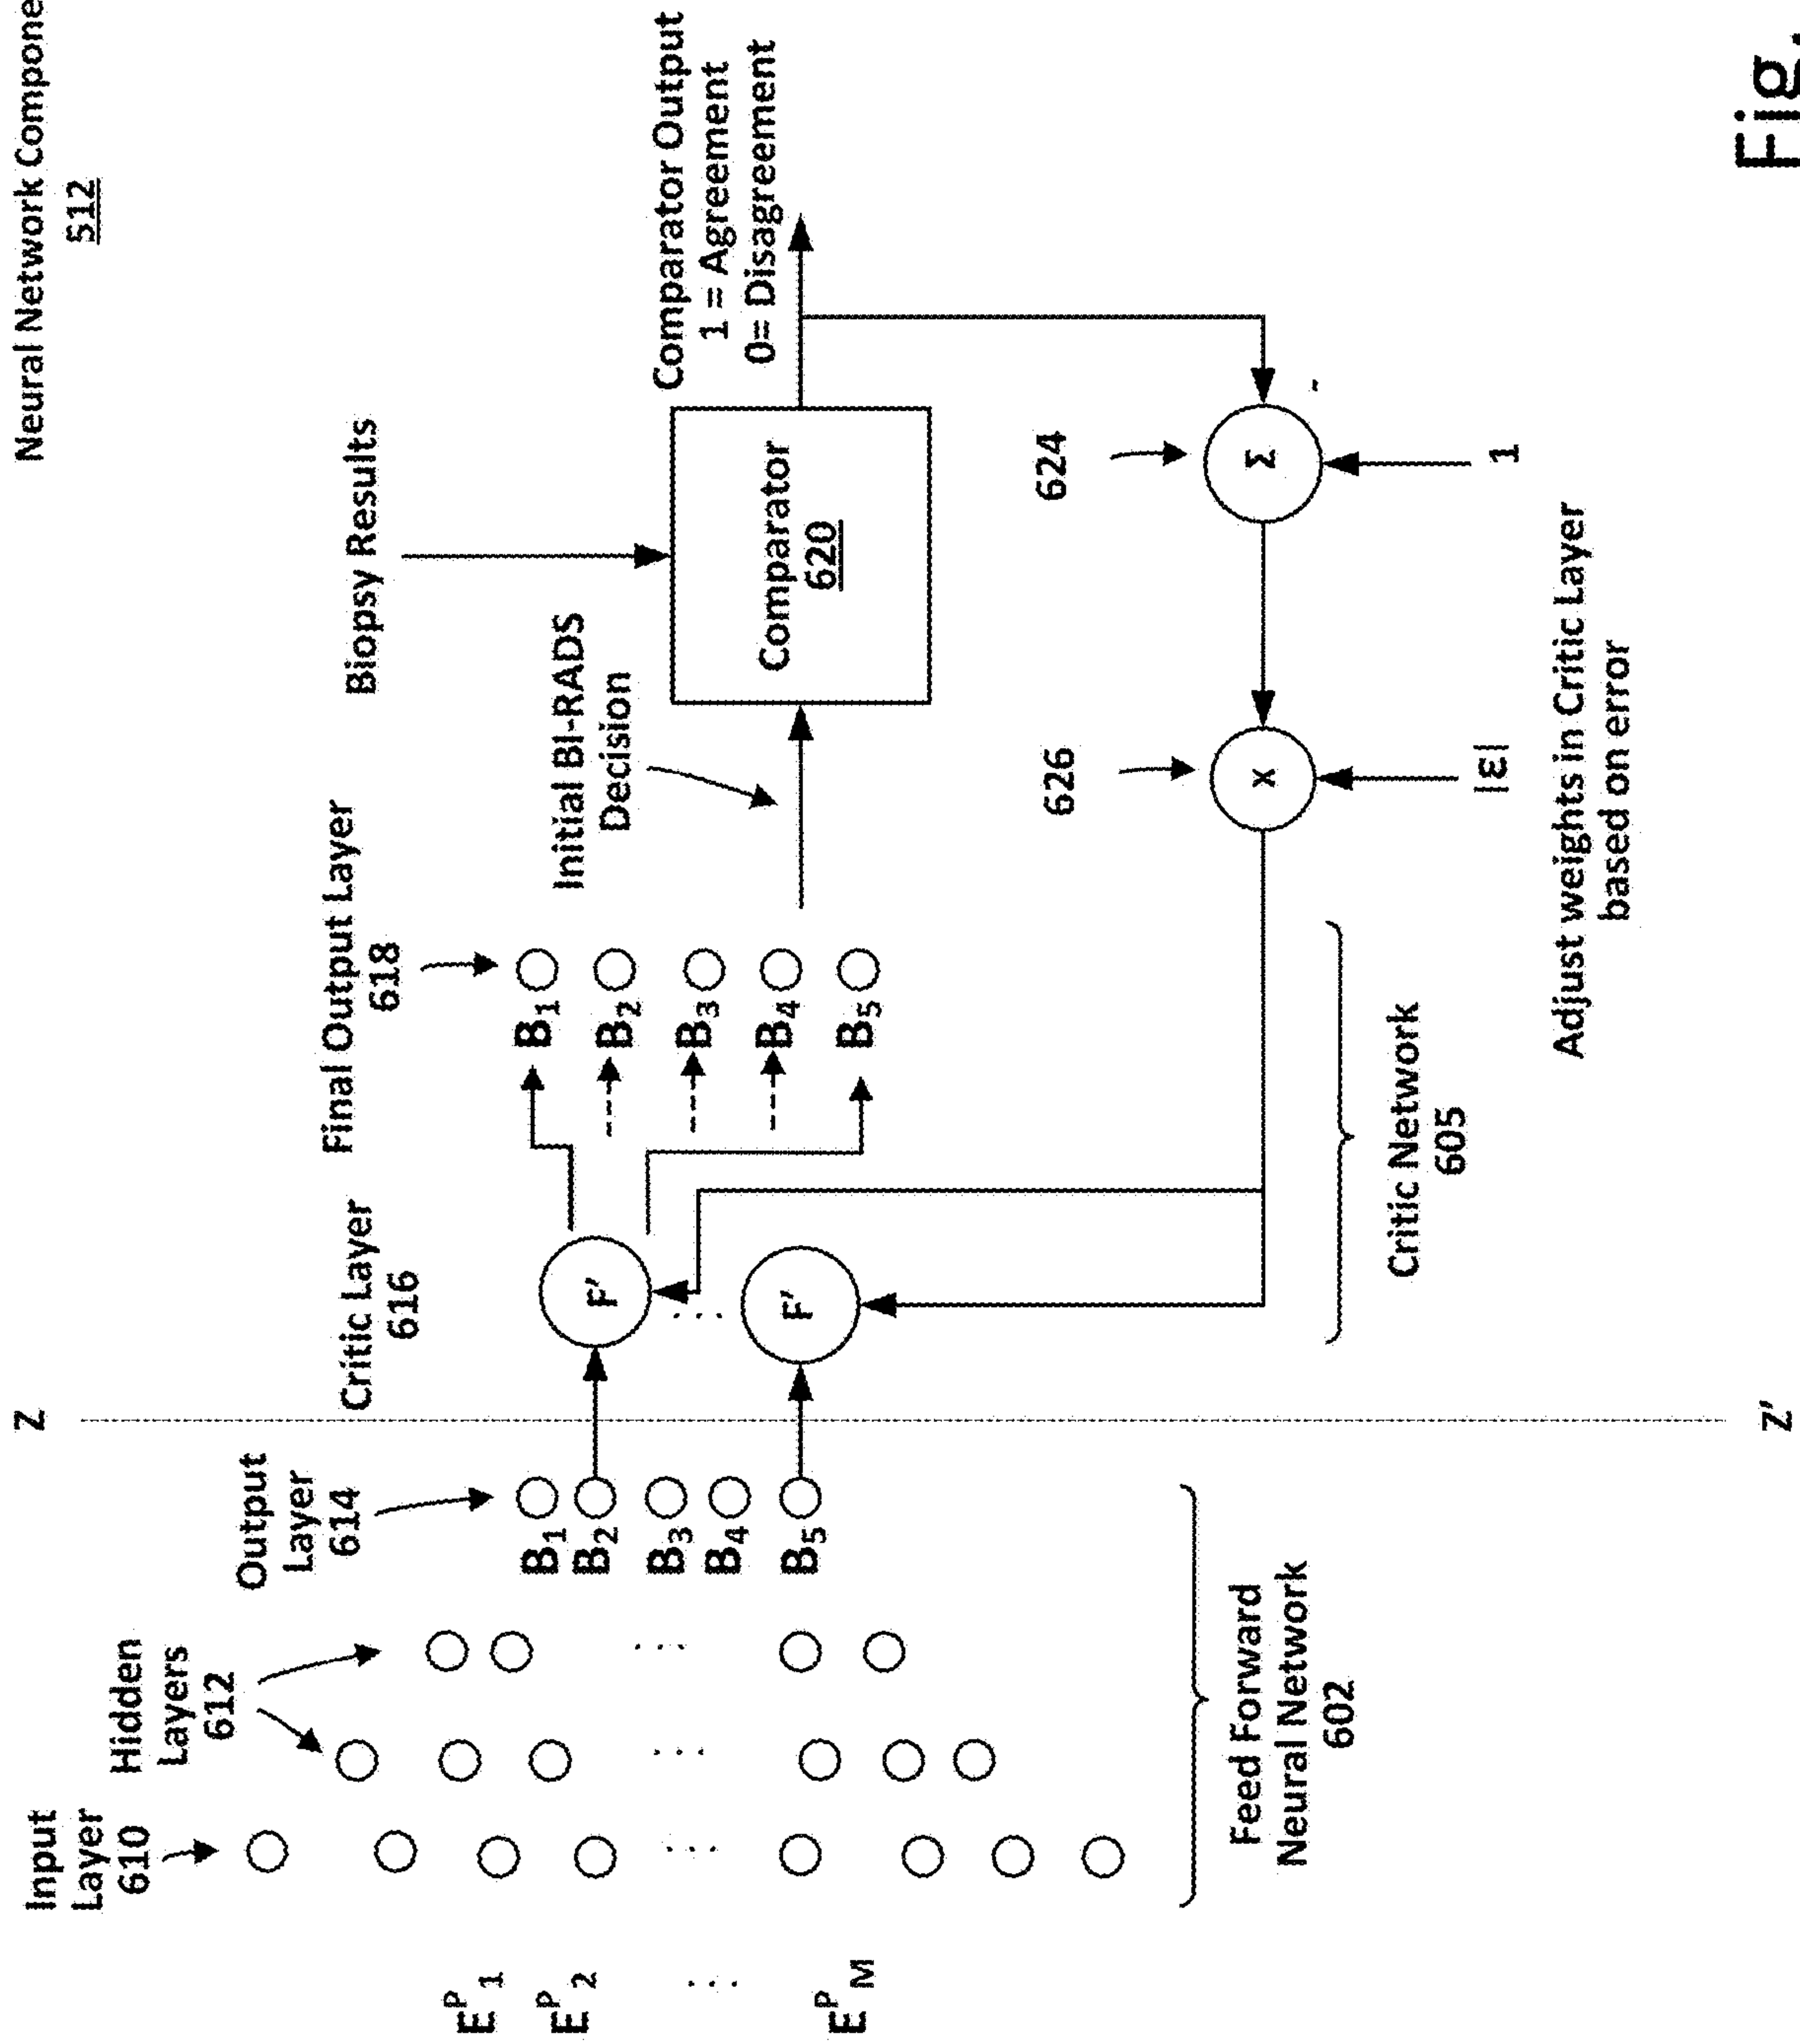 Neural Network Compone
512
Input
Layer
610
Hidden
Layers
612
Output
Layer
614
Z
Critic Layer
616
Final Output Layer
618
Biopsy Results
Initial BI-RADS
Decision
Comparator
620
Comparator Output
1 = Agreement
0= Disagreement
E^P_1
E^P_2
...
E^P_M
...
...
...
B1
B2
B3
B4
B5
F'
...
F'
B1
B2
B3
B4
B5
624
Σ
-
1
626
x
|ε|
Feed Forward
Neural Network
602
Critic Network
605
Adjust weights in Critic Layer
based on error
Z'
Fig.